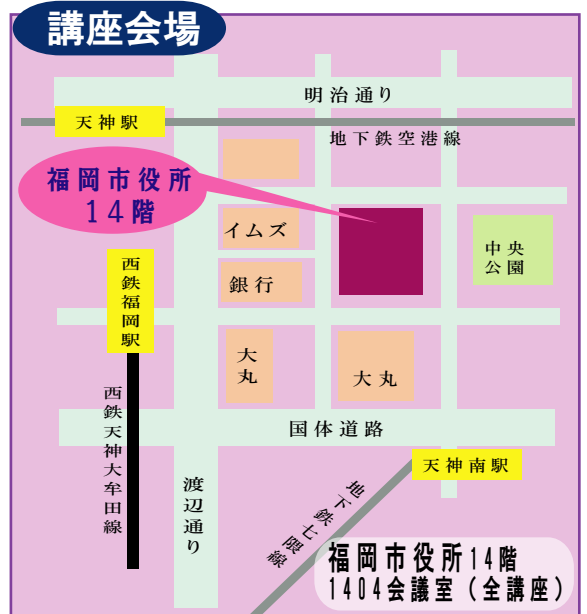 講座会場
明治通り
天神駅
地下鉄空港線
福岡市役所
14階
イムズ
中央
公園
西鉄福岡駅
銀行
大丸
大丸
西鉄天神大牟田線
国体道路
天神南駅
渡辺通り
地下鉄七隈線
福岡市役所14階
1404会議室（全講座）